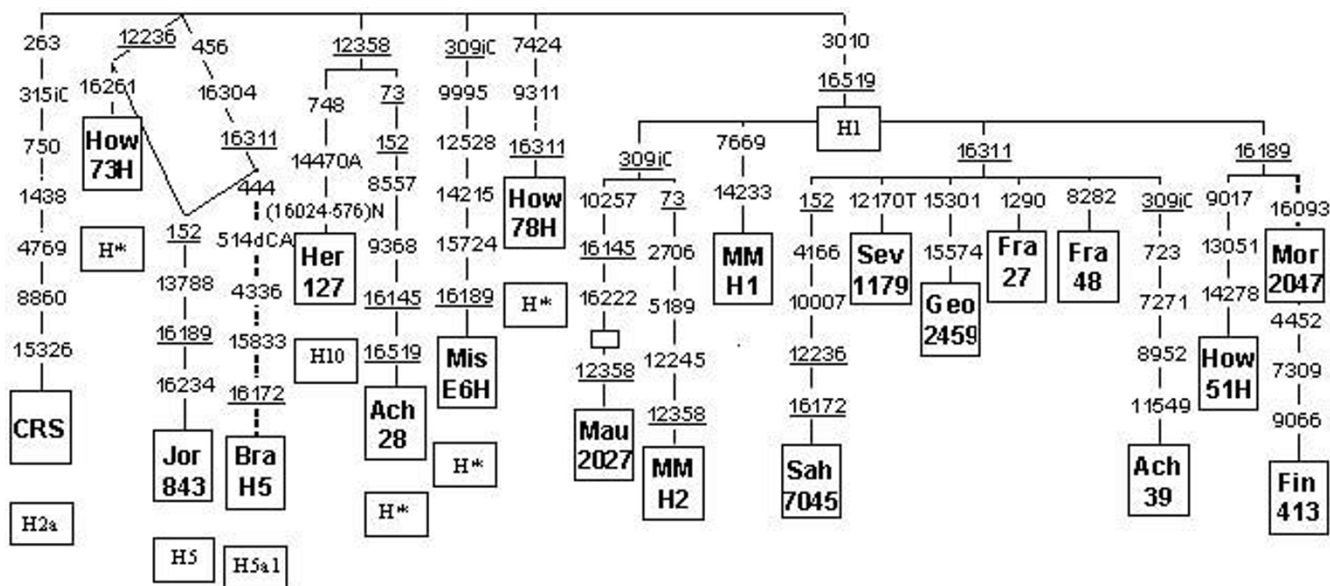 263
315iC
750
1438
4769
8860
15326
CRS
H2a
12236
16261
How
73H
H*
456
16304
16311
152
13788
16189
16234
Jor
843
H5
444
514dCA
4336
15833
16172
Bra
H5
H5a1
12358
748
14470A
(16024-576)N
Her
127
H10
73
152
8557
9368
16145
16519
Ach
28
H*
309iC
9995
12528
14215
15724
16189
Mis
E6H
H*
7424
9311
16311
How
78H
H*
3010
16519
H1
309iC
10257
16145
16222
12358
Mau
2027
73
2706
5189
12245
12358
MM
H2
7669
14233
MM
H1
16311
152
4166
10007
12236
16172
Sah
7045
12170T
Sev
1179
15301
15574
Geo
2459
1290
Fra
27
8282
Fra
48
309iC
723
7271
8952
11549
Ach
39
16189
9017
13051
14278
How
51H
16093
Mor
2047
4452
7309
9066
Fin
413